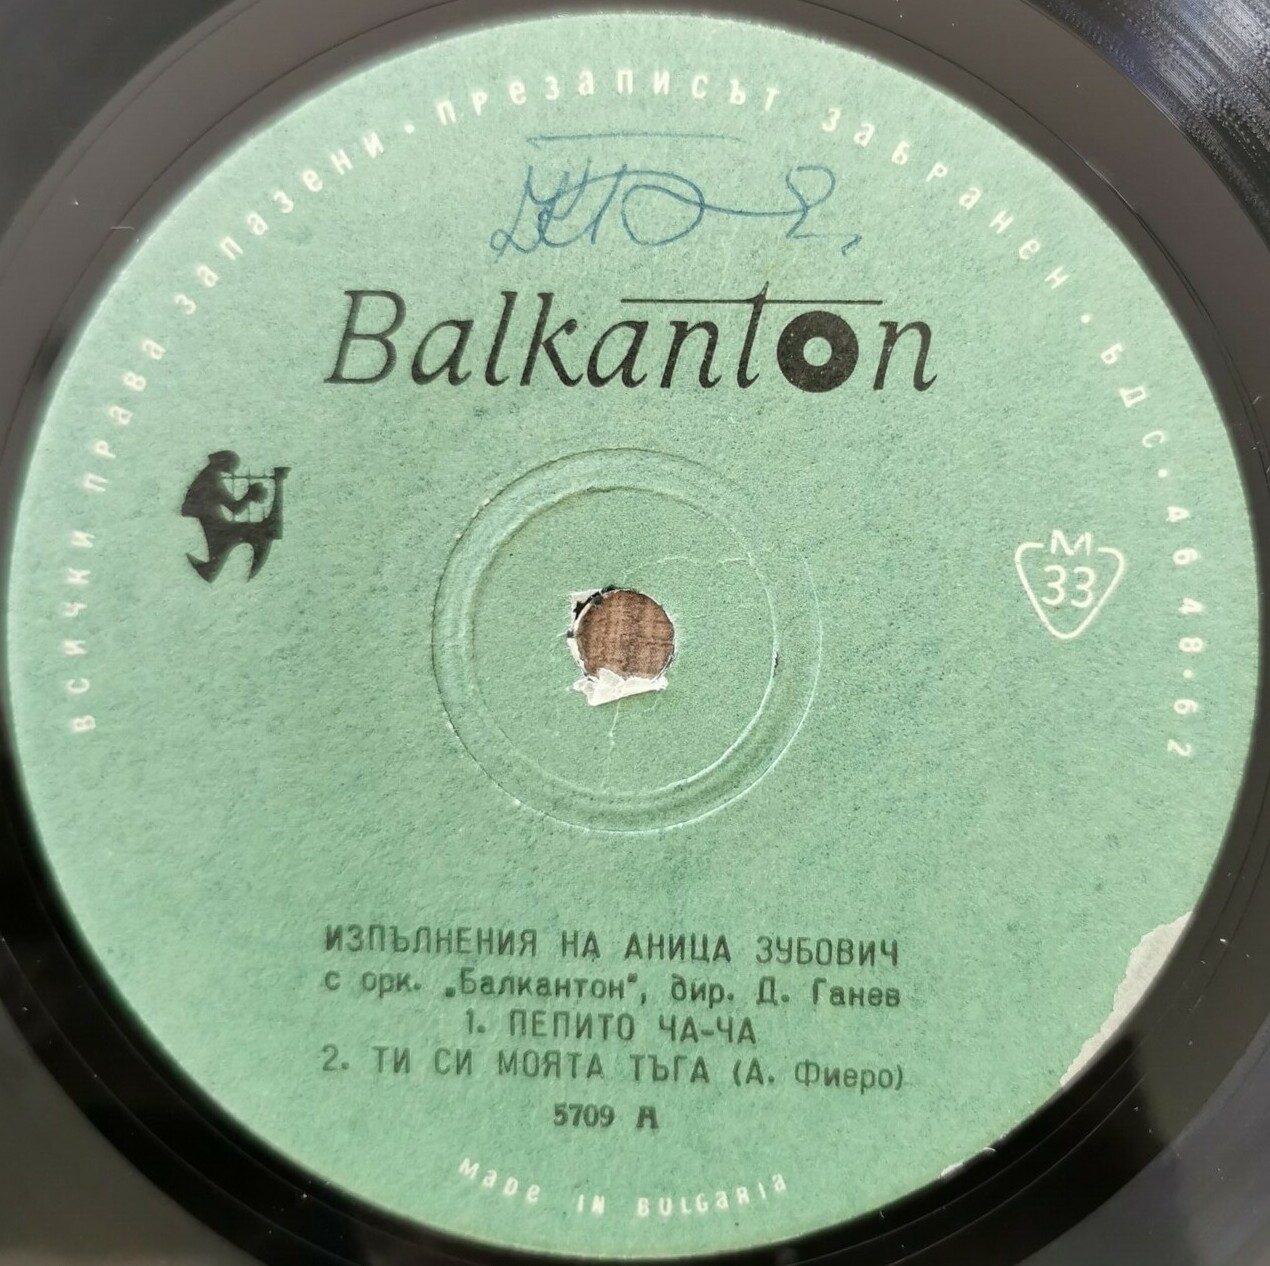 всички права запазени · презаписът забранен · БДС · 4648·62
Balkanton
M
33
ИЗПЪЛНЕНИЯ НА АНИЦА ЗУБОВИЧ
с орк. „Балкантон“, дир. Д. Ганев
1. ПЕПИТО ЧА-ЧА
2. ТИ СИ МОЯТА ТЪГА (А. Фиеро)
5709 А
Made in Bulgaria